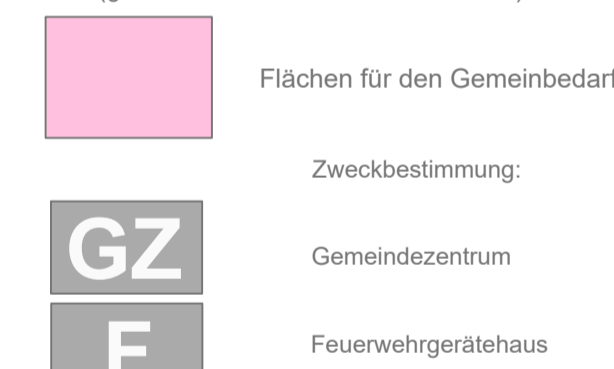 Flächen für den Gemeinbedarf
Zweckbestimmung:
GZ Gemeindezentrum
F Feuerwehrgerätehaus